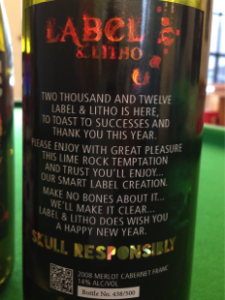 LABEL
& LITHO
TWO THOUSAND AND TWELVE
LABEL & LITHO IS HERE,
TO TOAST TO SUCCESSES AND
THANK YOU THIS YEAR.
PLEASE ENJOY WITH GREAT PLEASURE
THIS LIME ROCK TEMPTATION
AND TRUST YOU'LL ENJOY...
OUR SMART LABEL CREATION.
MAKE NO BONES ABOUT IT...
WE'LL MAKE IT CLEAR...
LABEL & LITHO DOES WISH YOU
A HAPPY NEW YEAR.
SKULL RESPONSIBLY
2008 MERLOT CABERNET FRANC
14% ALC/VOL
Bottle No. 438/500